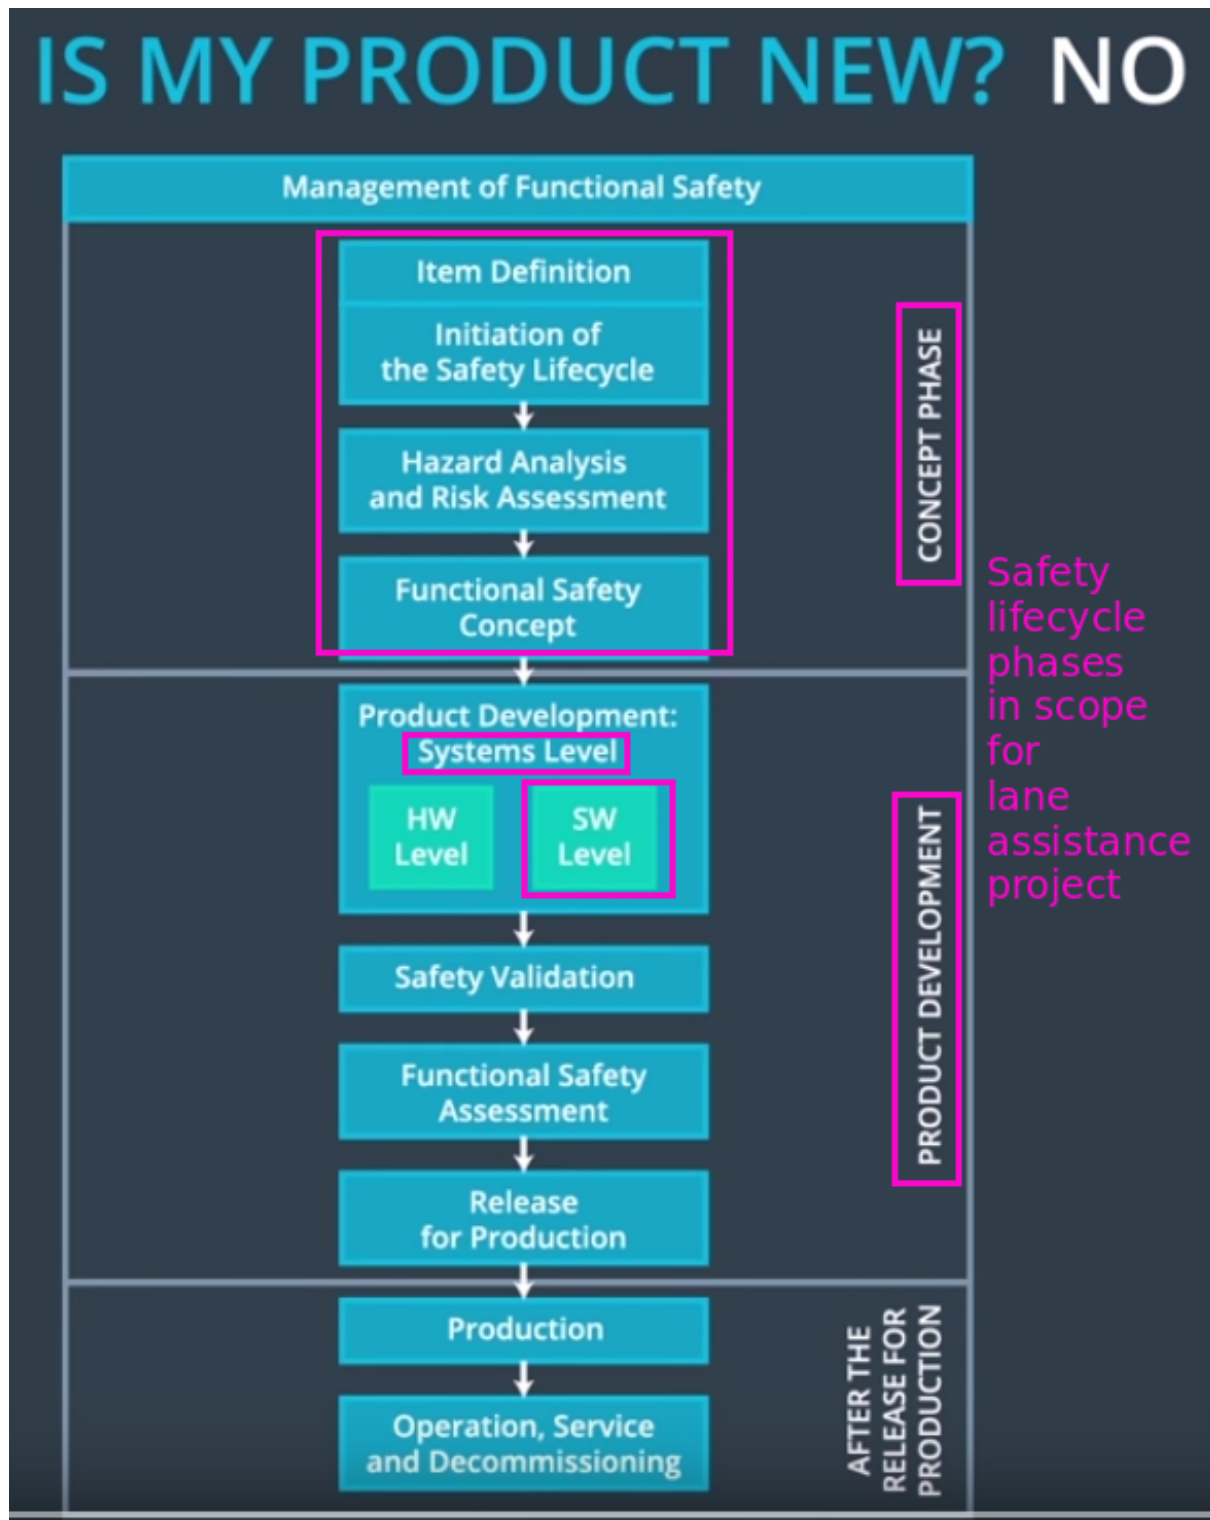 IS MY PRODUCT NEW? NO
Management of Functional Safety
Item Definition
Initiation of
the Safety Lifecycle
Hazard Analysis
and Risk Assessment
Functional Safety
Concept
CONCEPT PHASE
Product Development:
Systems Level
HW
Level
SW
Level
Safety Validation
Functional Safety
Assessment
Release
for Production
PRODUCT DEVELOPMENT
Safety
lifecycle
phases
in scope
for
lane
assistance
project
Production
Operation, Service
and Decommissioning
AFTER THE
RELEASE FOR
PRODUCTION